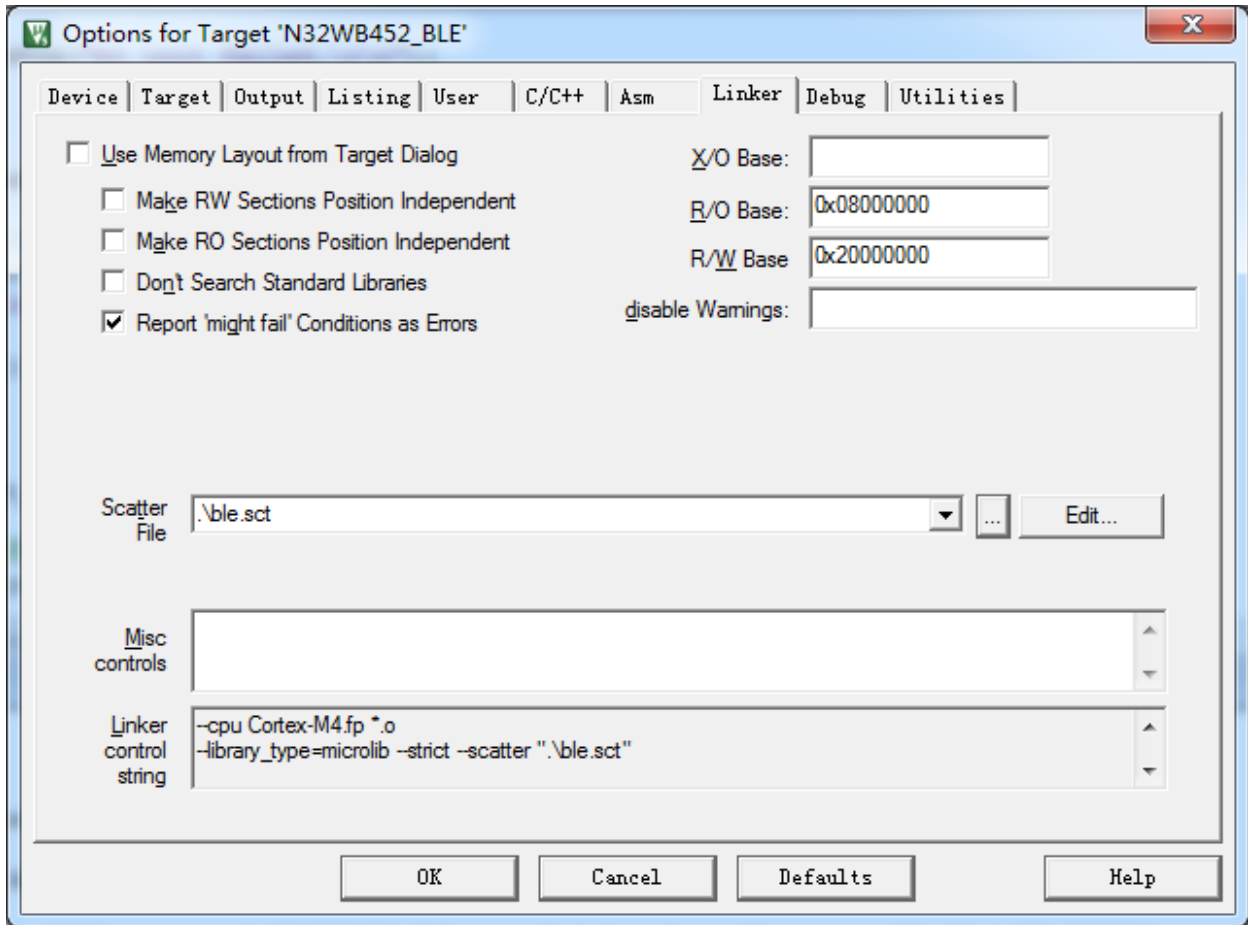 Options for Target 'N32WB452_BLE'
Device Target Output Listing User C/C++ Asm Linker Debug Utilities
Use Memory Layout from Target Dialog
Make RW Sections Position Independent
Make RO Sections Position Independent
Don't Search Standard Libraries
Report 'might fail' Conditions as Errors
X/O Base:
R/O Base: 0x08000000
R/W Base 0x20000000
disable Warnings:
Scatter
File
.\ble.sct
...
Edit...
Misc
controls
Linker
control
string
--cpu Cortex-M4.fp *.o
--library_type=microlib --strict --scatter ".\ble.sct"
OK Cancel Defaults Help